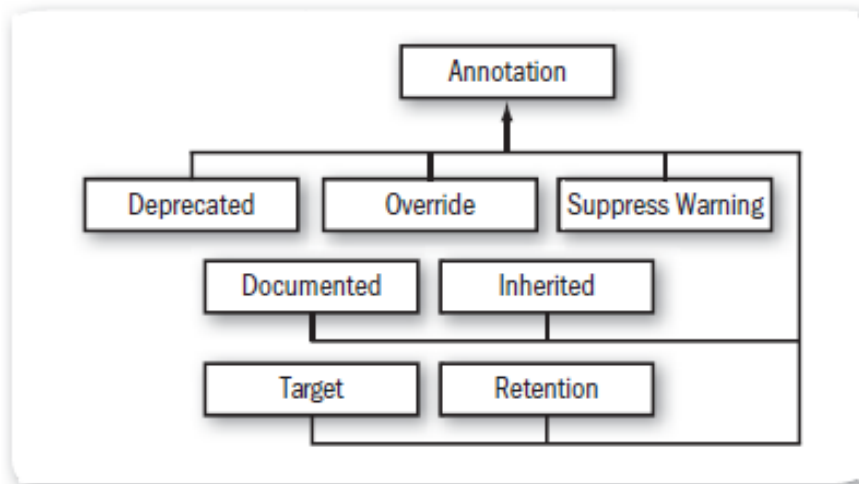 Annotation
Deprecated Override Suppress Warning
Documented Inherited
Target Retention